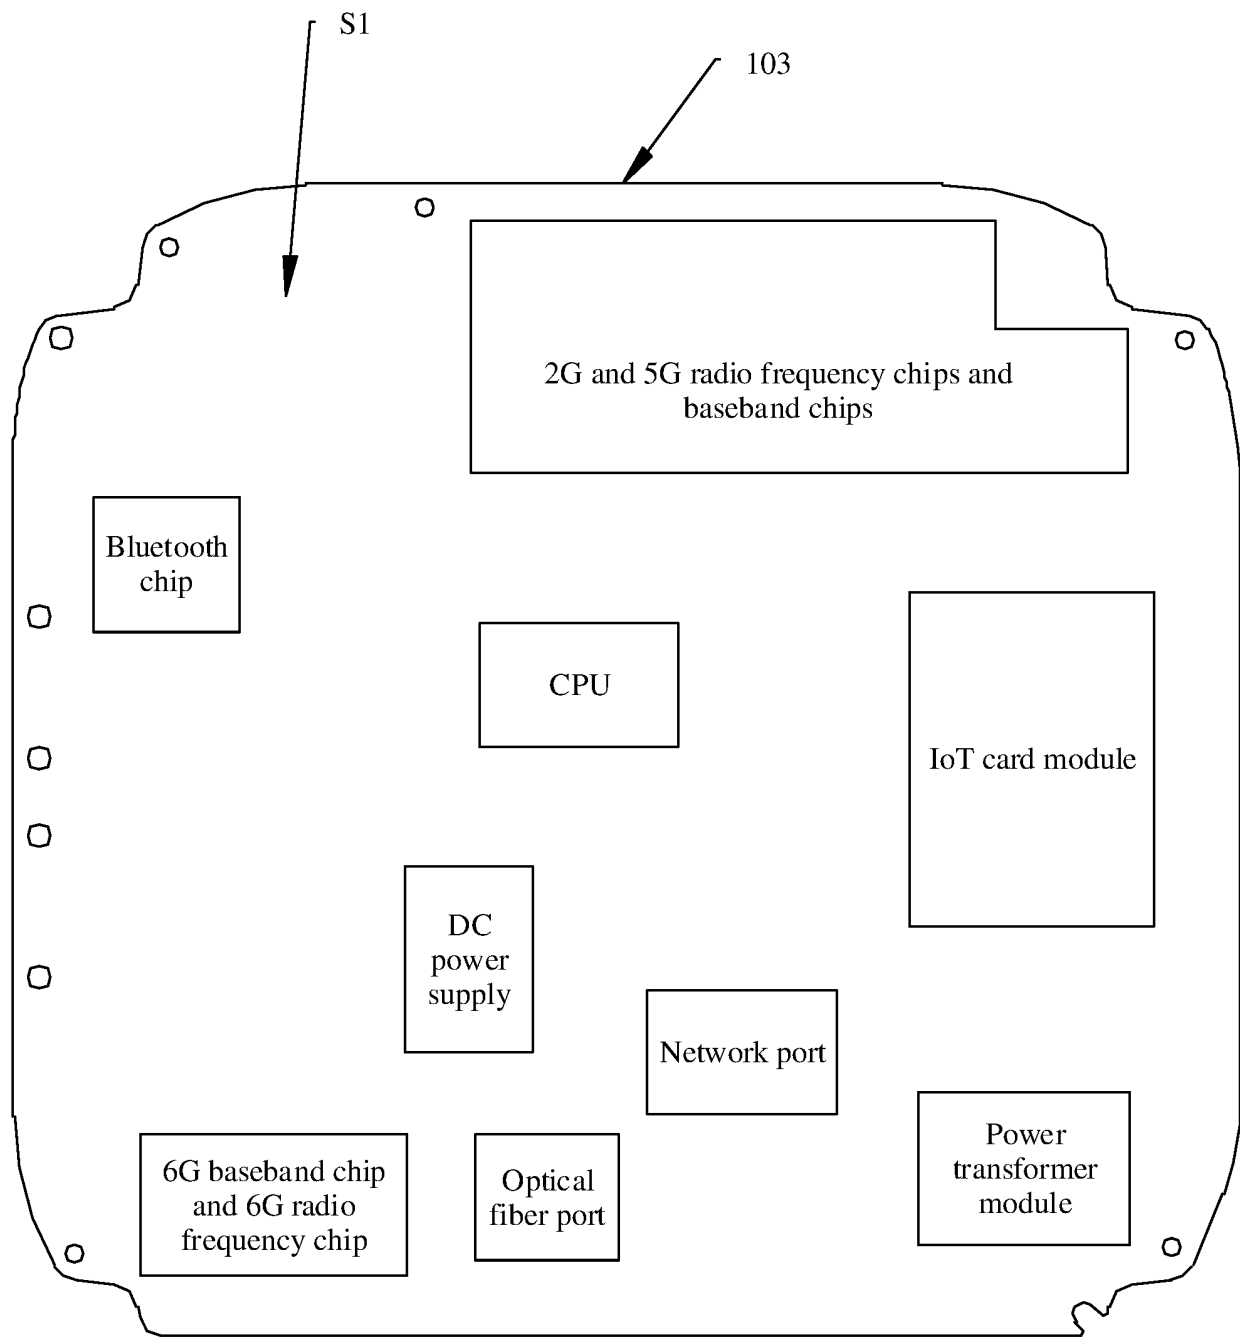 S1
103
2G and 5G radio frequency chips and
baseband chips
Bluetooth
chip
CPU
IoT card module
DC
power
supply
Network port
Power
transformer
module
6G baseband chip
and 6G radio
frequency chip
Optical
fiber port